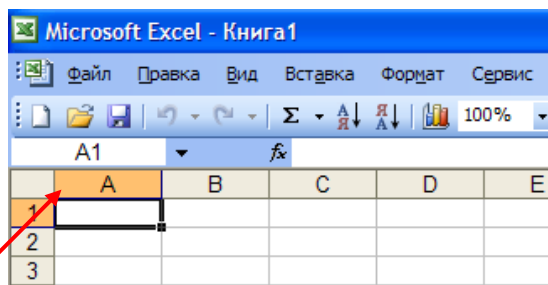 Microsoft Excel - Книга1
Файл Правка Вид Вставка Формат Сервис
Σ А Я Я А 100%
A1 fx
A B C D E
1
2
3